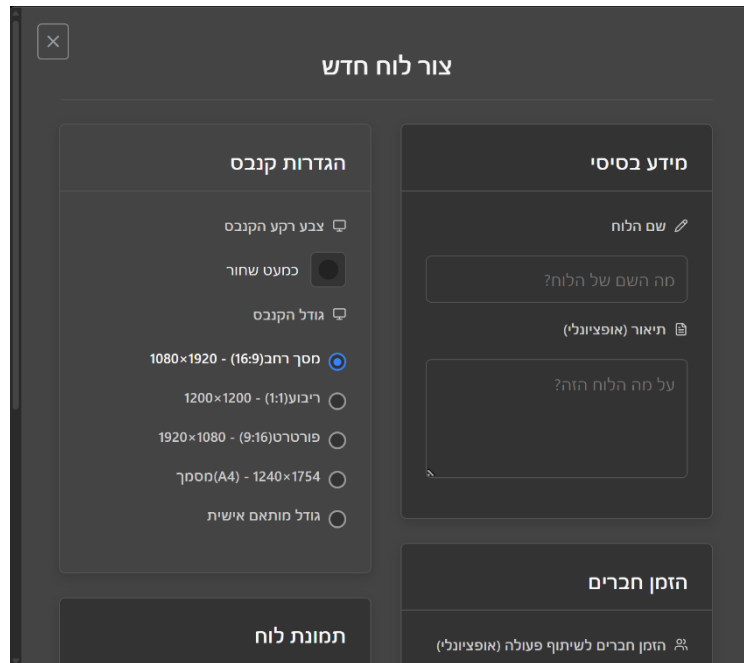 צור לוח חדש
מידע בסיסי
שם הלוח
מה השם של הלוח?
תיאור (אופציונלי)
על מה הלוח הזה?
הזמן חברים
הזמן חברים לשיתוף פעולה (אופציונלי)
הגדרות קנבס
צבע רקע הקנבס
כמעט שחור
גודל הקנבס
מסך רחב(16:9) - 1920×1080
ריבוע(1:1) - 1200×1200
פורטרט(9:16) - 1080×1920
מסמך(A4) - 1240×1754
גודל מותאם אישית
תמונת לוח